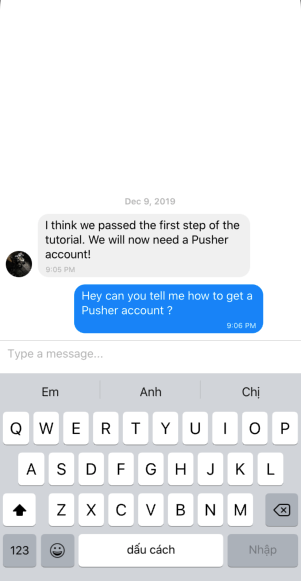 Dec 9, 2019
I think we passed the first step of the
tutorial. We will now need a Pusher
account!
9:05 PM
Hey can you tell me how to get a
Pusher account ?
9:06 PM
Type a message...
Em Anh Chị
Q W E R T Y U I O P
A S D F G H J K L
Z X C V B N M
123 dấu cách Nhập